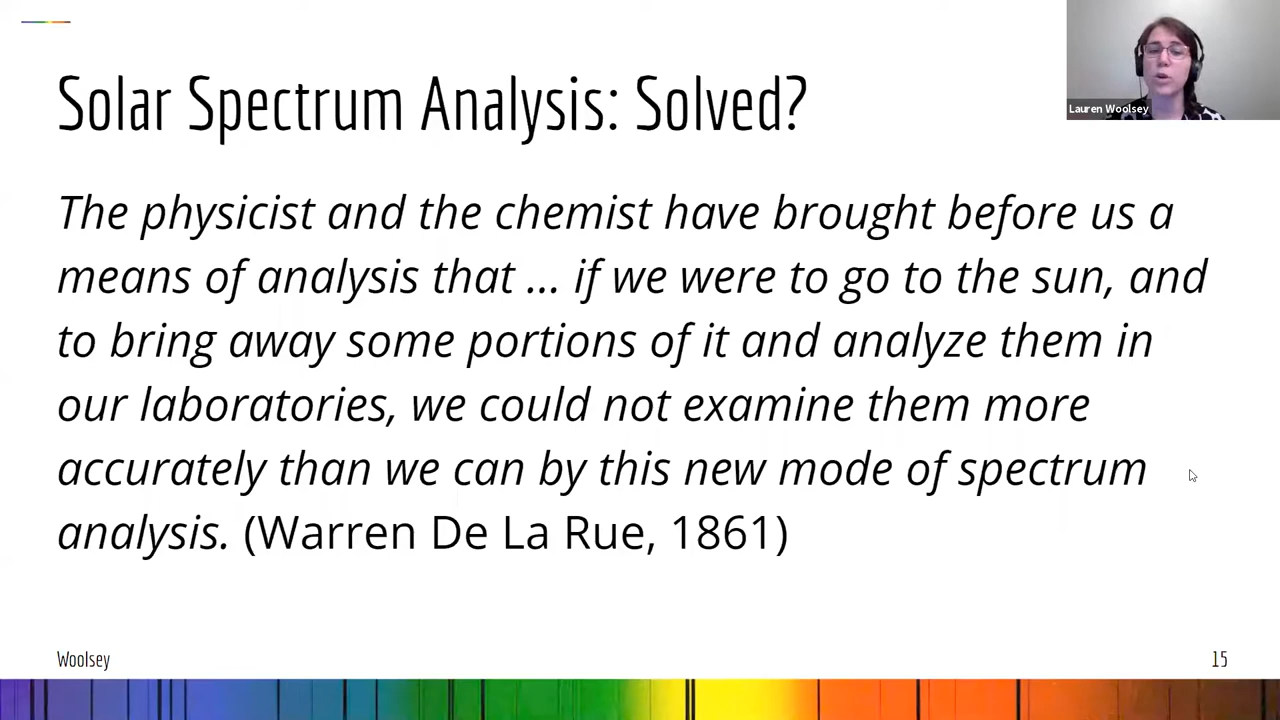 Solar Spectrum Analysis: Solved?
Lauren Woolsey
The physicist and the chemist have brought before us a
means of analysis that ... if we were to go to the sun, and
to bring away some portions of it and analyze them in
our laboratories, we could not examine them more
accurately than we can by this new mode of spectrum
analysis. (Warren De La Rue, 1861)
Woolsey
15